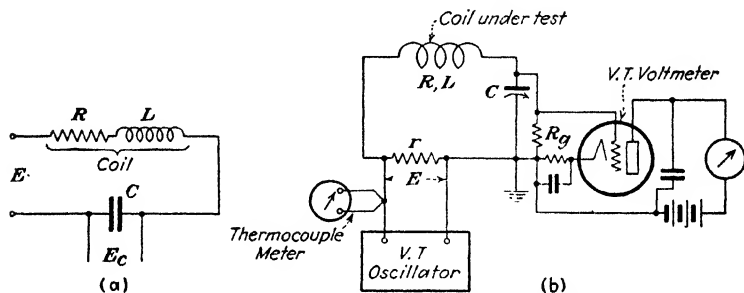 R
L
Coil
E
C
E_c
(a)
Coil under test
R, L
C
V.T. Voltmeter
R_g
r
E
Thermocouple
Meter
V.T
Oscillator
(b)